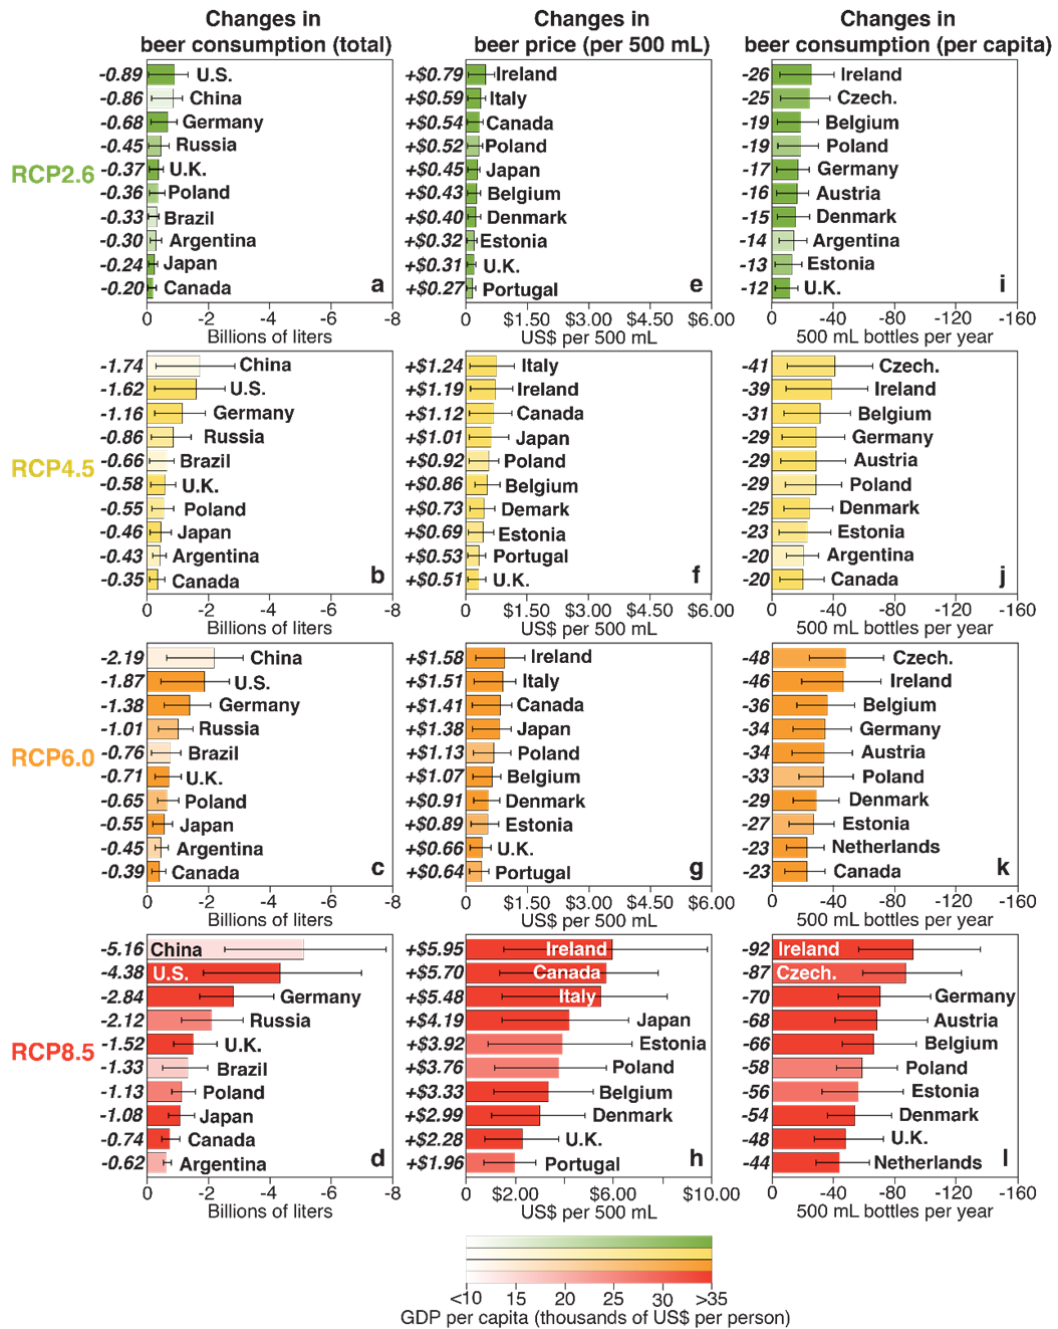 Changes in
beer consumption (total)
Changes in
beer price (per 500 mL)
Changes in
beer consumption (per capita)
RCP2.6
-0.89 U.S.
-0.86 China
-0.68 Germany
-0.45 Russia
-0.37 U.K.
-0.36 Poland
-0.33 Brazil
-0.30 Argentina
-0.24 Japan
-0.20 Canada
a
0 -2 -4 -6 -8
Billions of liters
+$0.79 Ireland
+$0.59 Italy
+$0.54 Canada
+$0.52 Poland
+$0.45 Japan
+$0.43 Belgium
+$0.40 Denmark
+$0.32 Estonia
+$0.31 U.K.
+$0.27 Portugal
e
0 $1.50 $3.00 $4.50 $6.00
US$ per 500 mL
-26 Ireland
-25 Czech.
-19 Belgium
-19 Poland
-17 Germany
-16 Austria
-15 Denmark
-14 Argentina
-13 Estonia
-12 U.K.
i
0 -40 -80 -120 -160
500 mL bottles per year
RCP4.5
-1.74 China
-1.62 U.S.
-1.16 Germany
-0.86 Russia
-0.66 Brazil
-0.58 U.K.
-0.55 Poland
-0.46 Japan
-0.43 Argentina
-0.35 Canada
b
0 -2 -4 -6 -8
Billions of liters
+$1.24 Italy
+$1.19 Ireland
+$1.12 Canada
+$1.01 Japan
+$0.92 Poland
+$0.86 Belgium
+$0.73 Demark
+$0.69 Estonia
+$0.53 Portugal
+$0.51 U.K.
f
0 $1.50 $3.00 $4.50 $6.00
US$ per 500 mL
-41 Czech.
-39 Ireland
-31 Belgium
-29 Germany
-29 Austria
-29 Poland
-25 Denmark
-23 Estonia
-20 Argentina
-20 Canada
j
0 -40 -80 -120 -160
500 mL bottles per year
RCP6.0
-2.19 China
-1.87 U.S.
-1.38 Germany
-1.01 Russia
-0.76 Brazil
-0.71 U.K.
-0.65 Poland
-0.55 Japan
-0.45 Argentina
-0.39 Canada
c
0 -2 -4 -6 -8
Billions of liters
+$1.58 Ireland
+$1.51 Italy
+$1.41 Canada
+$1.38 Japan
+$1.13 Poland
+$1.07 Belgium
+$0.91 Denmark
+$0.89 Estonia
+$0.66 U.K.
+$0.64 Portugal
g
0 $1.50 $3.00 $4.50 $6.00
US$ per 500 mL
-48 Czech.
-46 Ireland
-36 Belgium
-34 Germany
-34 Austria
-33 Poland
-29 Denmark
-27 Estonia
-23 Netherlands
-23 Canada
k
0 -40 -80 -120 -160
500 mL bottles per year
RCP8.5
-5.16 China
-4.38 U.S.
-2.84 Germany
-2.12 Russia
-1.52 U.K.
-1.33 Brazil
-1.13 Poland
-1.08 Japan
-0.74 Canada
-0.62 Argentina
d
0 -2 -4 -6 -8
Billions of liters
+$5.95 Ireland
+$5.70 Canada
+$5.48 Italy
+$4.19 Japan
+$3.92 Estonia
+$3.76 Poland
+$3.33 Belgium
+$2.99 Denmark
+$2.28 U.K.
+$1.96 Portugal
h
0 $2.00 $6.00 $10.00
US$ per 500 mL
-92 Ireland
-87 Czech.
-70 Germany
-68 Austria
-66 Belgium
-58 Poland
-56 Estonia
-54 Denmark
-48 U.K.
-44 Netherlands
l
0 -40 -80 -120 -160
500 mL bottles per year
<10 15 20 25 30 >35
GDP per capita (thousands of US$ per person)